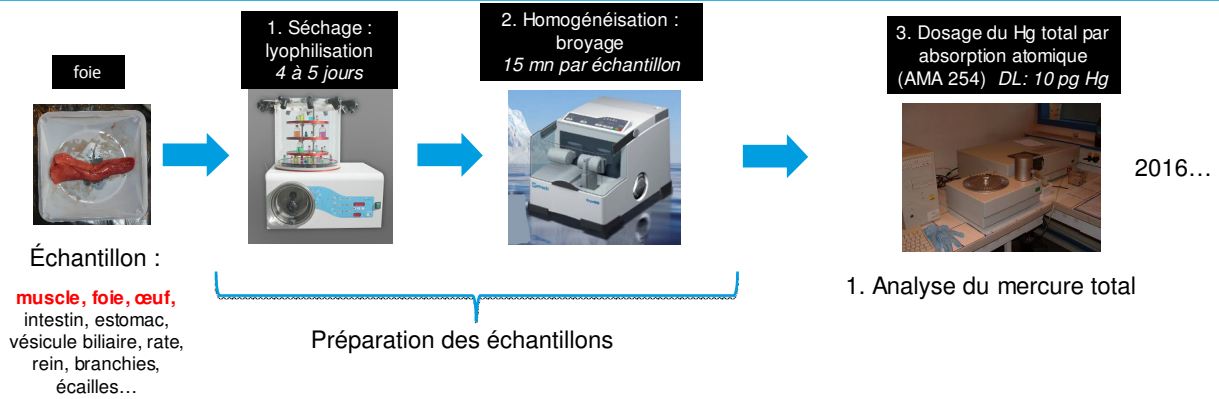 foie
1. Séchage :
lyophilisation
4 à 5 jours
2. Homogénéisation :
broyage
15 mn par échantillon
3. Dosage du Hg total par
absorption atomique
(AMA 254) DL: 10 pg Hg
2016…
Échantillon :
muscle, foie, œuf,
intestin, estomac,
vésicule biliaire, rate,
rein, branchies,
écailles…
Préparation des échantillons
1. Analyse du mercure total